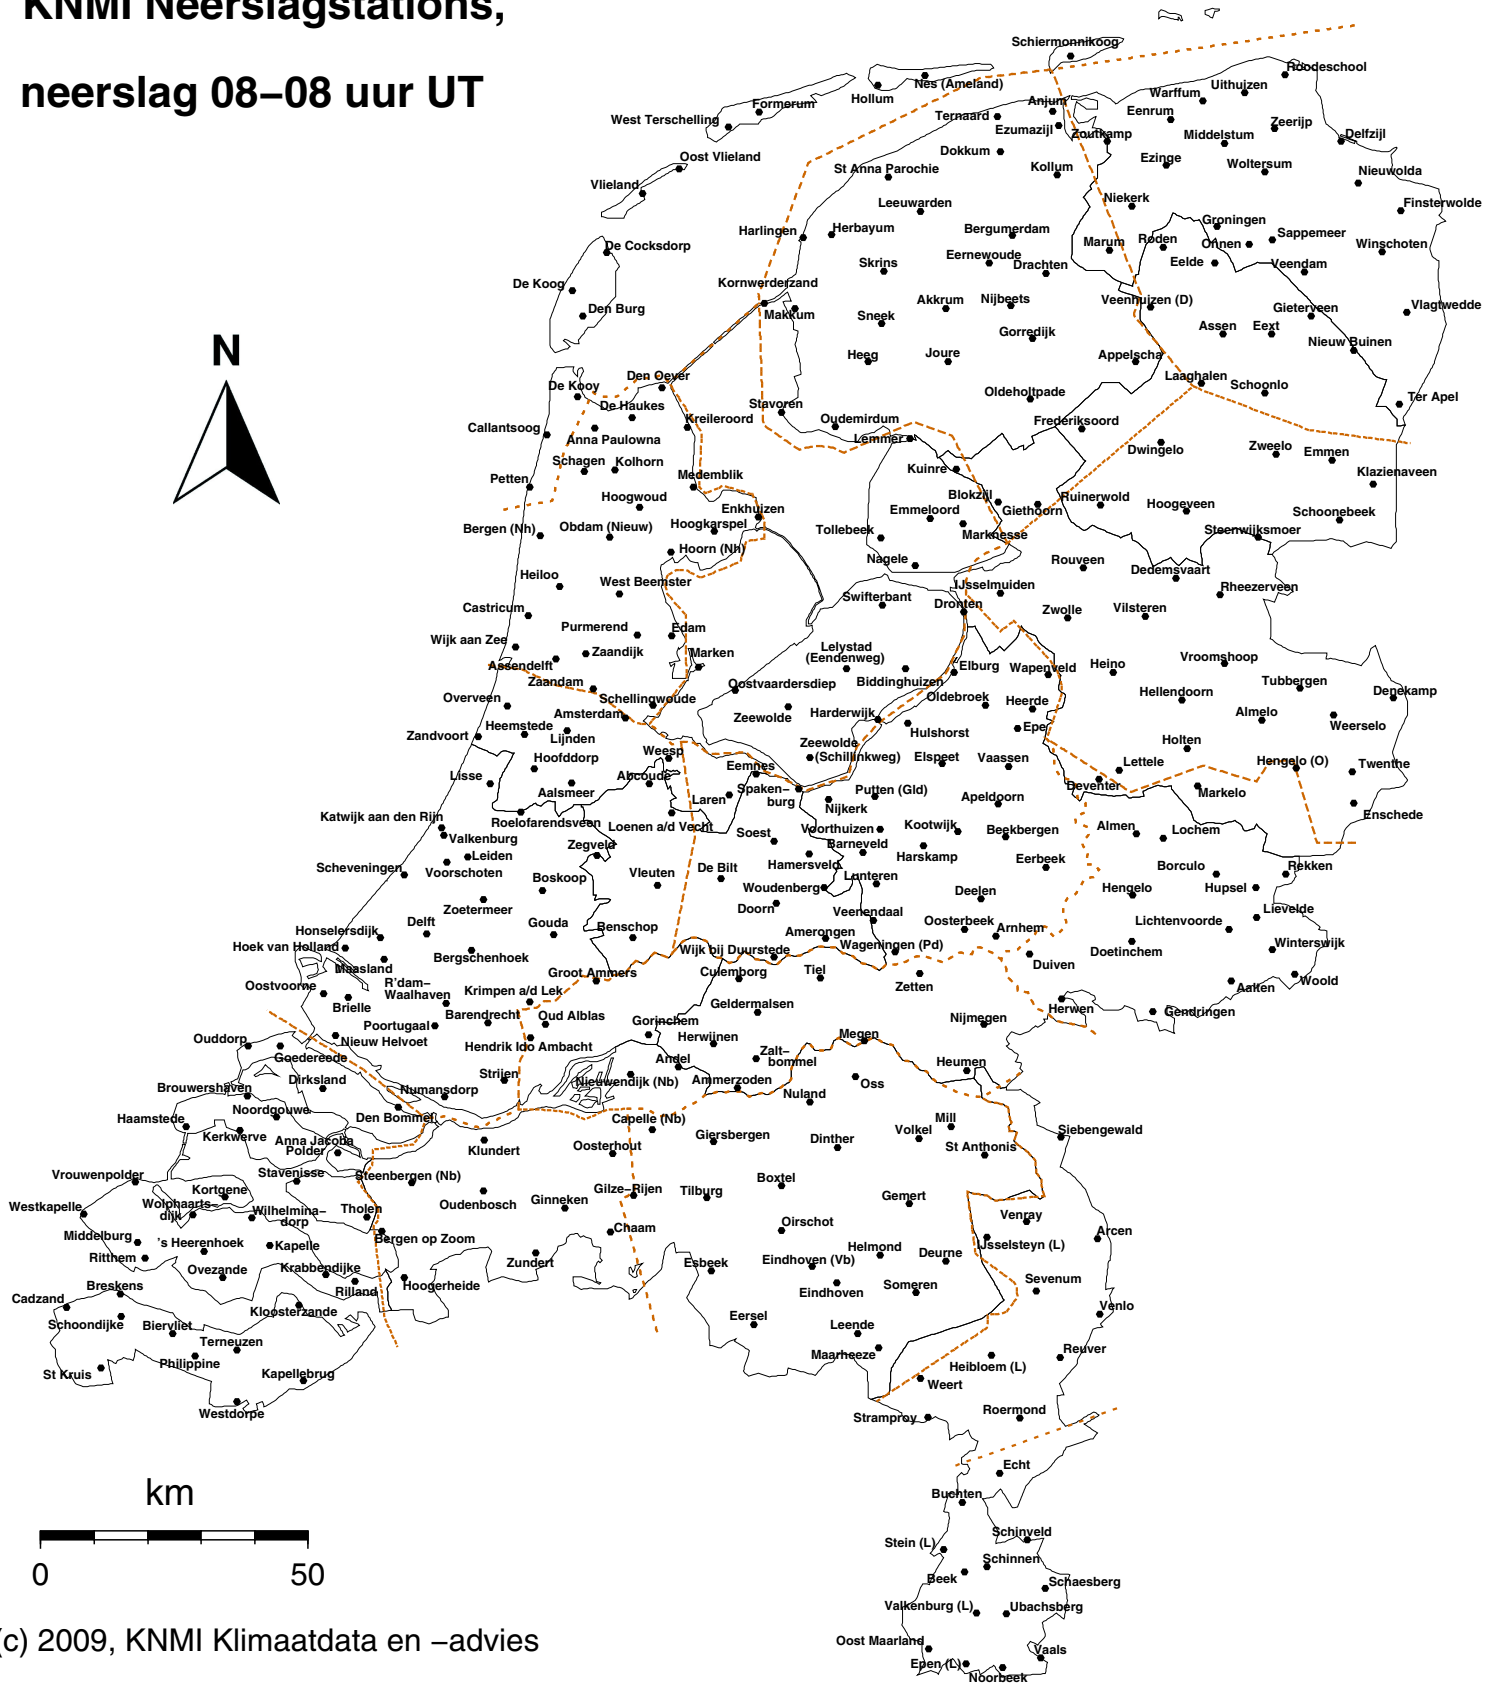 KNMI Neerslagstations,
neerslag 08–08 uur UT
Schiermonnikoog
Roodeschool
Nes (Ameland)
Hollum
Uithuizen
Warffum
Formerum
Anjum
Eenrum
Ternaard
West Terschelling
Zeerijp
Ezumazijl
Zoutkamp
Middelstum
Delfzijl
Dokkum
Oost Vlieland
Ezinge
Woltersum
St Anna Parochie
Kollum
Nieuwolda
Vlieland
Niekerk
Leeuwarden
Finsterwolde
Groningen
Harlingen
Herbayum
Bergumerdam
Sappemeer
Marum
Roden
Onnen
Winschoten
De Cocksdorp
Eernewoude
Skrins
Drachten
Eelde
Veendam
De Koog
Kornwerderzand
Akkrum
Nijbeets
Veenhuizen (D)
Vlagtwedde
Den Burg
Makkum
Sneek
Gieterveen
Gorredijk
Assen
Eext
Nieuw Buinen
N
Heeg
Joure
Appelscha
Den Oever
Laaghalen
De Kooy
Schoonlo
Oldeholtpade
Ter Apel
De Haukes
Stavoren
Kreileroord
Oudemirdum
Frederiksoord
Callantsoog
Anna Paulowna
Lemmer
Dwingelo
Zweelo
Emmen
Schagen
Kolhorn
Kuinre
Klazienaveen
Petten
Medemblik
Hoogwoud
Blokzijl
Ruinerwold
Hoogeveen
Enkhuizen
Emmeloord
Giethoorn
Schoonebeek
Bergen (Nh)
Obdam (Nieuw)
Hoogkarspel
Tollebeek
Marknesse
Steenwijksmoer
Hoorn (Nh)
Nagele
Rouveen
Dedemsvaart
Heiloo
West Beemster
IJsselmuiden
Rheezerveen
Swifterbant
Dronten
Castricum
Zwolle
Vilsteren
Purmerend
Edam
Wijk aan Zee
Zaandijk
Marken
Lelystad
(Eendenweg)
Assendelft
Elburg
Wapenveld
Heino
Vroomshoop
Zaandam
Oostvaardersdiep
Biddinghuizen
Tubbergen
Overveen
Schellingwoude
Oldebroek
Heerde
Hellendoorn
Denekamp
Amsterdam
Zeewolde
Harderwijk
Almelo
Heemstede
Zandvoort
Lijnden
Hulshorst
Epe
Weerselo
Weesp
Zeewolde
(Schillinkweg)
Holten
Hoofddorp
Elspeet
Vaassen
Lettele
Hengelo (O)
Twenthe
Lisse
Abcoude
Eemnes
Deventer
Aalsmeer
Laren
Spaken–
burg
Putten (Gld)
Markelo
Nijkerk
Apeldoorn
Katwijk aan den Rijn
Roelofarendsveen
Loenen a/d Vecht
Voorthuizen
Kootwijk
Beekbergen
Almen
Lochem
Enschede
Valkenburg
Zegveld
Soest
Barneveld
Leiden
Harskamp
Eerbeek
Scheveningen
Voorschoten
Hamersveld
Borculo
Rekken
Boskoop
Vleuten
De Bilt
Lunteren
Woudenberg
Deelen
Hengelo
Hupsel
Zoetermeer
Doorn
Veenendaal
Lievelde
Delft
Gouda
Benschop
Oosterbeek
Arnhem
Lichtenvoorde
Honselersdijk
Amerongen
Winterswijk
Hoek van Holland
Wijk bij Duurstede
Wageningen (Pd)
Doetinchem
Bergschenhoek
Maasland
Groot Ammers
Culemborg
Tiel
Duiven
Oostvoorne
R'dam–
Waalhaven
Krimpen a/d Lek
Zetten
Aalten
Woold
Brielle
Barendrecht
Geldermalsen
Herwen
Gendringen
Poortugaal
Oud Alblas
Gorinchem
Nijmegen
Ouddorp
Nieuw Helvoet
Herwijnen
Megen
Hendrik Ido Ambacht
Goedereede
Andel
Zalt–
bommel
Heumen
Dirksland
Strijen
Nieuwendijk (Nb)
Ammerzoden
Brouwershaven
Numansdorp
Oss
Noordgouwe
Nuland
Haamstede
Den Bommel
Capelle (Nb)
Mill
Kerkwerve
Anna Jacoba
Polder
Giersbergen
Dinther
Volkel
Siebengewald
Klundert
Oosterhout
St Anthonis
Vrouwenpolder
Stavenisse
Steenbergen (Nb)
Boxtel
Kortgene
Gilze–Rijen
Tilburg
Westkapelle
Wolphaarts–
dijk
Wilhelmina–
dorp
Tholen
Oudenbosch
Ginneken
Gemert
Venray
Middelburg
Oirschot
Arcen
's Heerenhoek
Kapelle
Bergen op Zoom
Chaam
Helmond
Deurne
IJsselsteyn (L)
Ritthem
Zundert
Esbeek
Eindhoven (Vb)
Ovezande
Krabbendijke
Breskens
Rilland
Hoogerheide
Eindhoven
Someren
Sevenum
Cadzand
Kloosterzande
Venlo
Schoondijke
Biervliet
Eersel
Leende
Terneuzen
Philippine
Maarheeze
Reuver
St Kruis
Kapellebrug
Heibloem (L)
Weert
Westdorpe
Stramproy
Roermond
Echt
km
Buchten
Schinveld
Stein (L)
0
50
Schinnen
Beek
Schaesberg
Valkenburg (L)
Ubachsberg
(c) 2009, KNMI Klimaatdata en –advies
Oost Maarland
Vaals
Epen (L)
Noorbeek